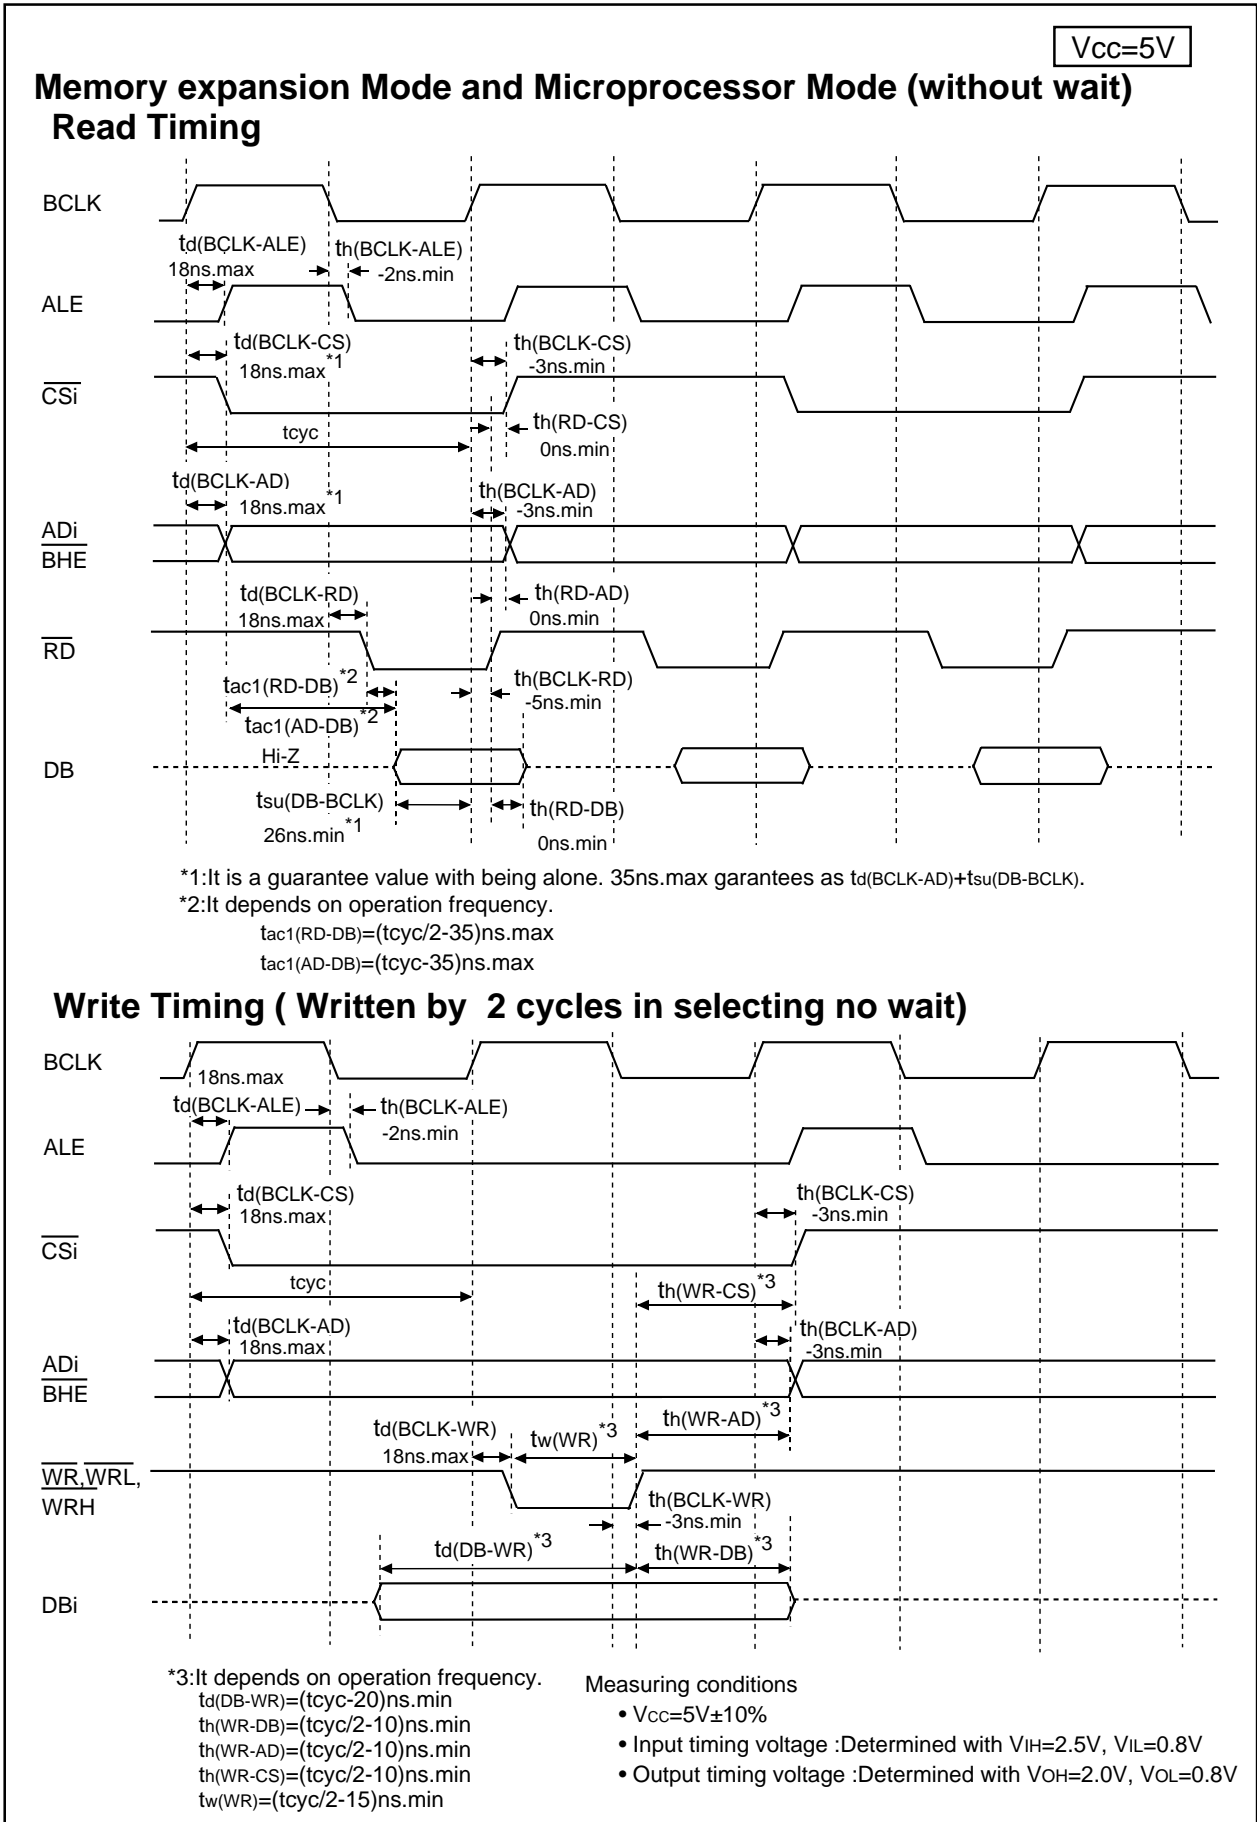 Vcc=5V
Memory expansion Mode and Microprocessor Mode (without wait)
Read Timing
BCLK
td(BCLK-ALE)
18ns.max
th(BCLK-ALE)
-2ns.min
ALE
td(BCLK-CS)
18ns.max*1
th(BCLK-CS)
-3ns.min
CSi
tcyc
th(RD-CS)
0ns.min
td(BCLK-AD)
18ns.max*1
th(BCLK-AD)
-3ns.min
ADi
BHE
td(BCLK-RD)
18ns.max
th(RD-AD)
0ns.min
RD
tac1(RD-DB)*2
th(BCLK-RD)
-5ns.min
tac1(AD-DB)*2
Hi-Z
DB
tsu(DB-BCLK)
26ns.min*1
th(RD-DB)
0ns.min
*1:It is a guarantee value with being alone. 35ns.max garantees as td(BCLK-AD)+tsu(DB-BCLK).
*2:It depends on operation frequency.
tac1(RD-DB)=(tcyc/2-35)ns.max
tac1(AD-DB)=(tcyc-35)ns.max
Write Timing ( Written by 2 cycles in selecting no wait)
BCLK
18ns.max
td(BCLK-ALE)
th(BCLK-ALE)
-2ns.min
ALE
td(BCLK-CS)
18ns.max
th(BCLK-CS)
-3ns.min
CSi
tcyc
th(WR-CS)*3
td(BCLK-AD)
18ns.max
th(BCLK-AD)
-3ns.min
ADi
BHE
td(BCLK-WR)
18ns.max
tw(WR)*3
th(WR-AD)*3
WR,WRL,
WRH
th(BCLK-WR)
-3ns.min
td(DB-WR)*3
th(WR-DB)*3
DBi
*3:It depends on operation frequency.
td(DB-WR)=(tcyc-20)ns.min
th(WR-DB)=(tcyc/2-10)ns.min
th(WR-AD)=(tcyc/2-10)ns.min
th(WR-CS)=(tcyc/2-10)ns.min
tw(WR)=(tcyc/2-15)ns.min
Measuring conditions
• VCC=5V±10%
• Input timing voltage :Determined with VIH=2.5V, VIL=0.8V
• Output timing voltage :Determined with VOH=2.0V, VOL=0.8V